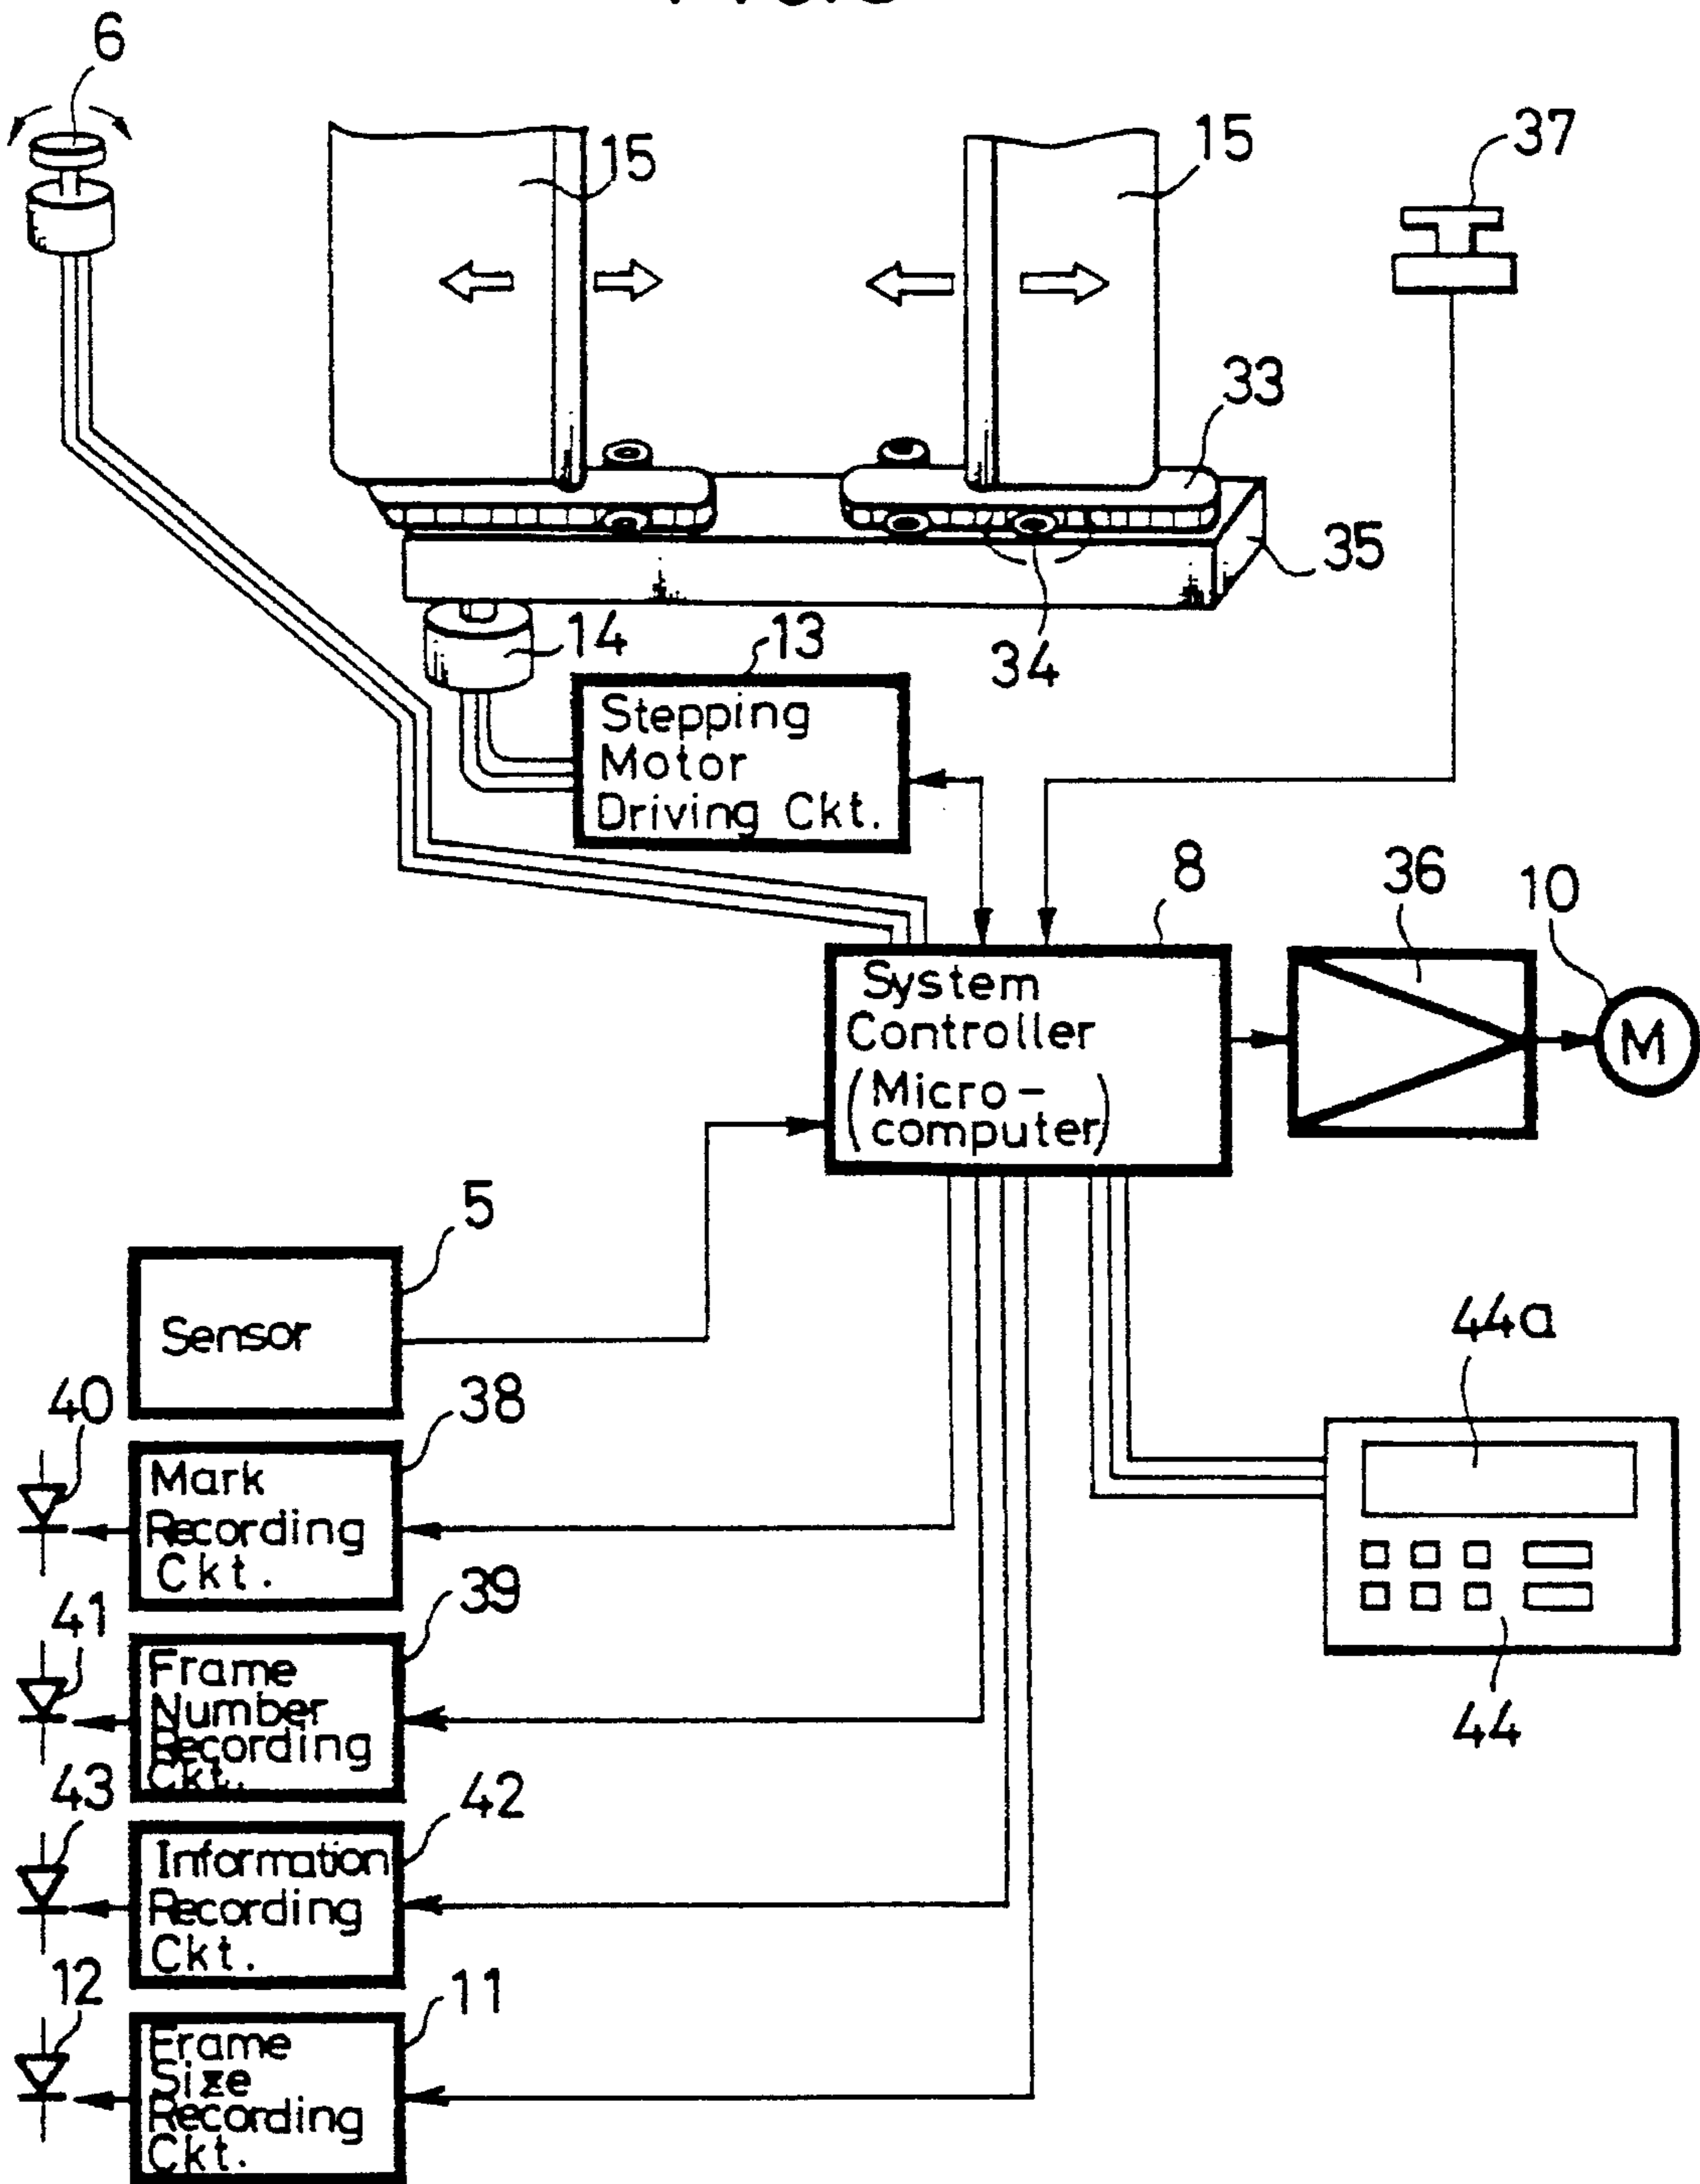 6
15
15
37
33
35
34
14
13
Stepping
Motor
Driving Ckt.
8
36
10
System
Controller
(Micro-
computer)
M
5
Sensor
44a
40
38
Mark
Recording
Ckt.
41
39
Frame
Number
Recording
Ckt.
44
43
42
Information
Recording
Ckt.
12
11
Frame
Size
Recording
Ckt.